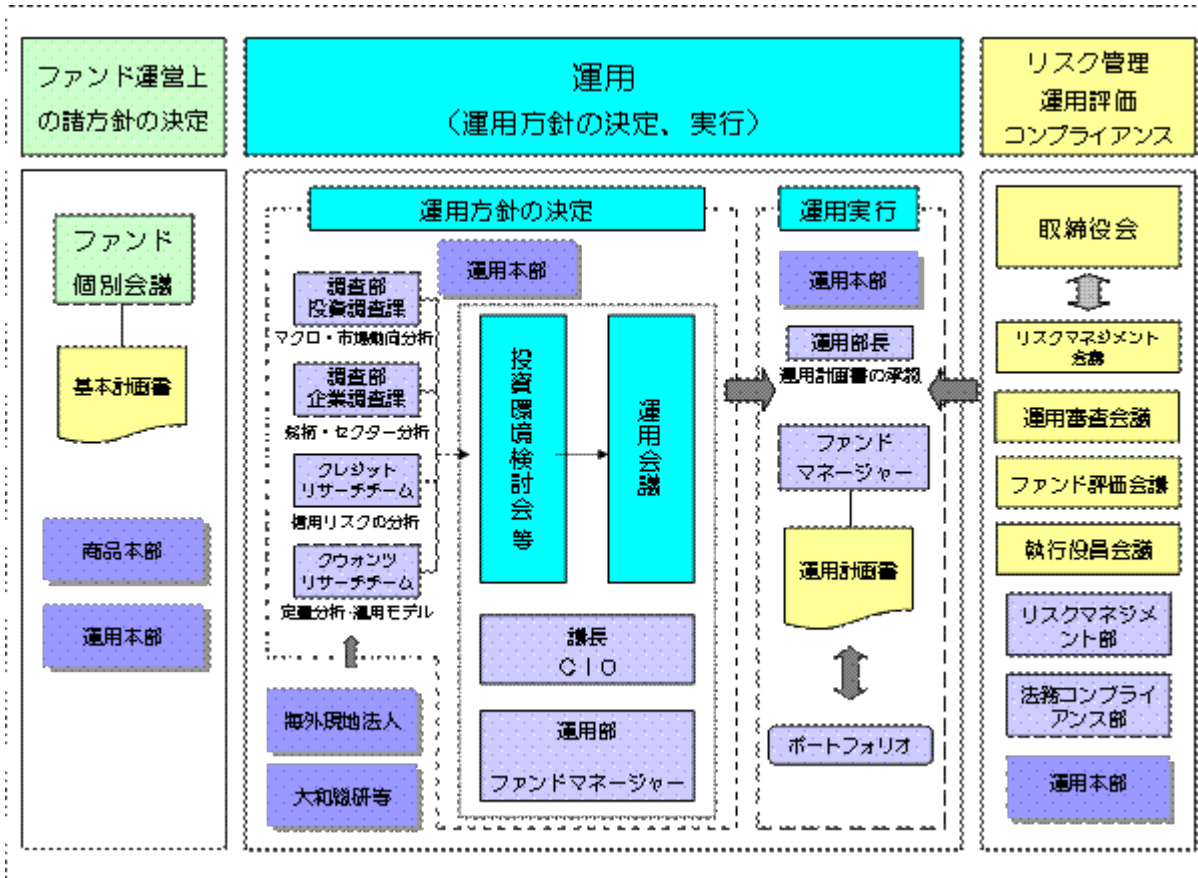 ファンド運営上
の諸方針の決定
運用
（運用方針の決定、実行）
リスク管理
運用評価
コンプライアンス
ファンド
個別会議
基本計画書
商品本部
運用本部
運用方針の決定
運用本部
調査部
投資調査課
マクロ・市場動向分析
調査部
企業調査課
銘柄・セクター分析
クレジット
リサーチチーム
信用リスクの分析
クウォンツ
リサーチチーム
定量分析・運用モデル
海外現地法人
大和総研等
投資環境検討会等
運用会議
議長
ＣＩＯ
運用部
ファンドマネージャー
運用実行
運用本部
運用部長
運用計画書の承認
ファンド
マネージャー
運用計画書
ポートフォリオ
取締役会
リスクマネジメント
会議
運用審査会議
ファンド評価会議
執行役員会議
リスクマネジメ
ント部
法務コンプライ
アンス部
運用本部